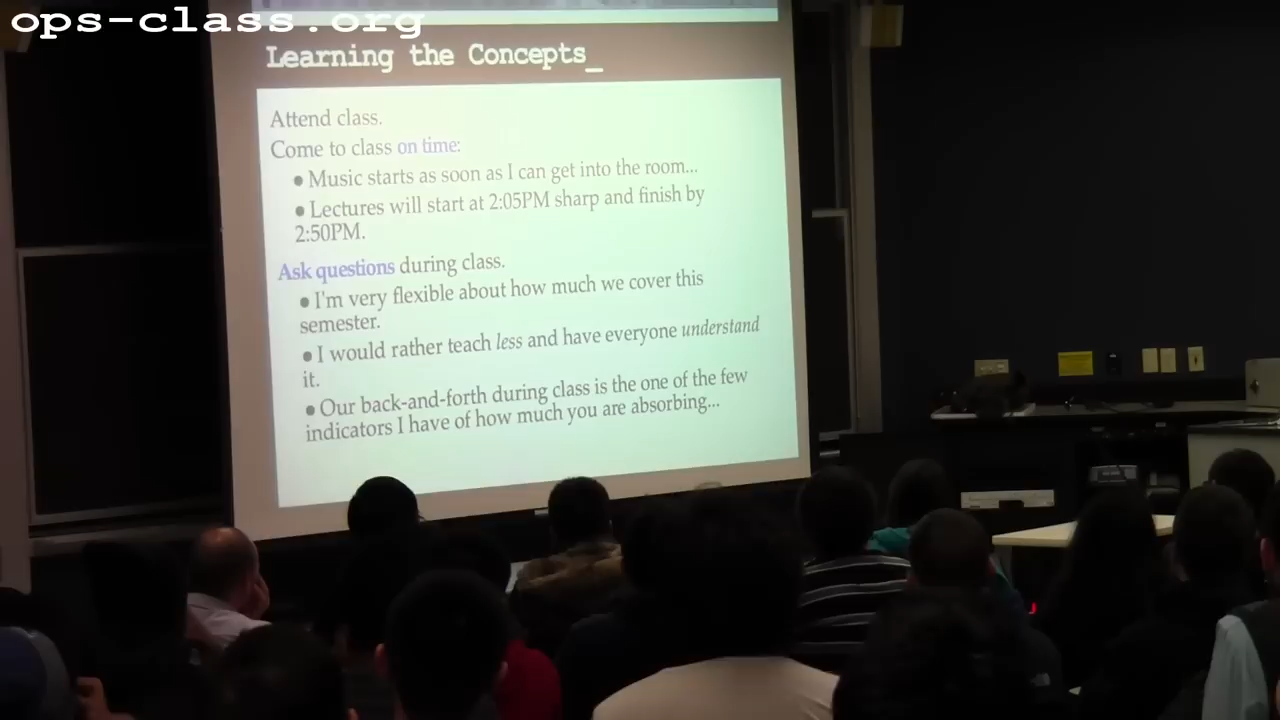 ops-class.org
Learning the Concepts_
Attend class.
Come to class on time:
● Music starts as soon as I can get into the room...
● Lectures will start at 2:05PM sharp and finish by
2:50PM.
Ask questions during class.
● I'm very flexible about how much we cover this
semester.
● I would rather teach less and have everyone understand
it.
● Our back-and-forth during class is the one of the few
indicators I have of how much you are absorbing...